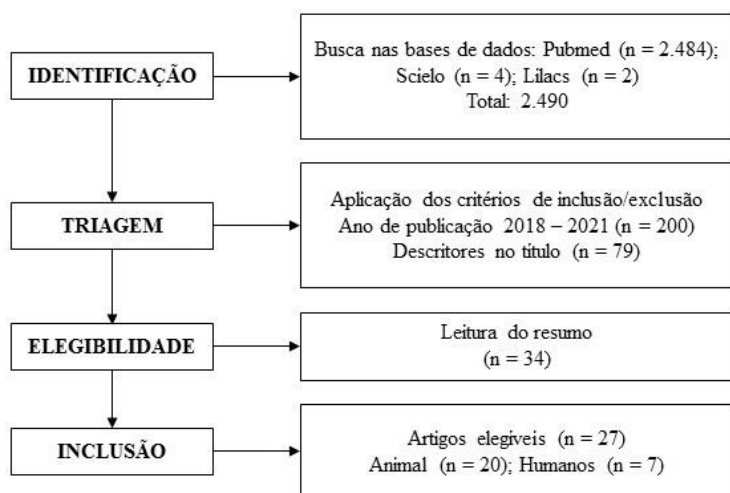 IDENTIFICAÇÃO
Busca nas bases de dados: Pubmed (n = 2.484);
Scielo (n = 4); Lilacs (n = 2)
Total: 2.490
TRIAGEM
Aplicação dos critérios de inclusão/exclusão
Ano de publicação 2018 – 2021 (n = 200)
Descritores no título (n = 79)
ELEGIBILIDADE
Leitura do resumo
(n = 34)
INCLUSÃO
Artigos elegiveis (n = 27)
Animal (n = 20); Humanos (n = 7)